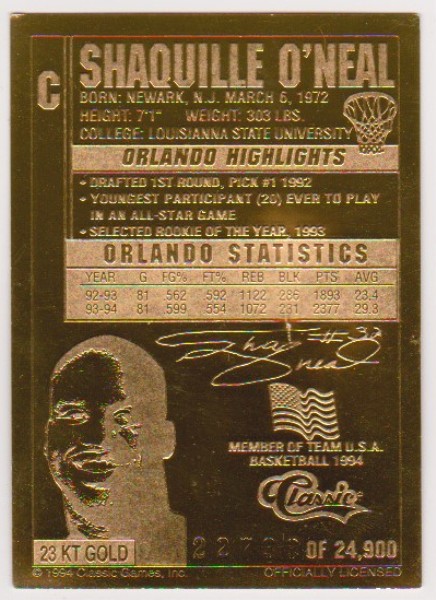 C
SHAQUILLE O'NEAL
BORN: NEWARK, N.J. MARCH 6, 1972
HEIGHT: 7'1" WEIGHT: 303 LBS.
COLLEGE: LOUISIANNA STATE UNIVERSITY
ORLANDO HIGHLIGHTS
• DRAFTED 1ST ROUND, PICK #1 1992
• YOUNGEST PARTICIPANT (20) EVER TO PLAY
IN AN ALL-STAR GAME
• SELECTED ROOKIE OF THE YEAR, 1993
ORLANDO STATISTICS
YEAR G FG% FT% REB BLK PTS AVG
92-93 81 562 592 1122 286 1893 23.4
93-94 81 599 554 1072 231 2377 29.3
Shaq O'neal #32
MEMBER OF TEAM U.S.A.
BASKETBALL 1994
Classic
23 KT GOLD
OF 24,900
© 1994 Classic Games, Inc.
OFFICIALLY LICENSED